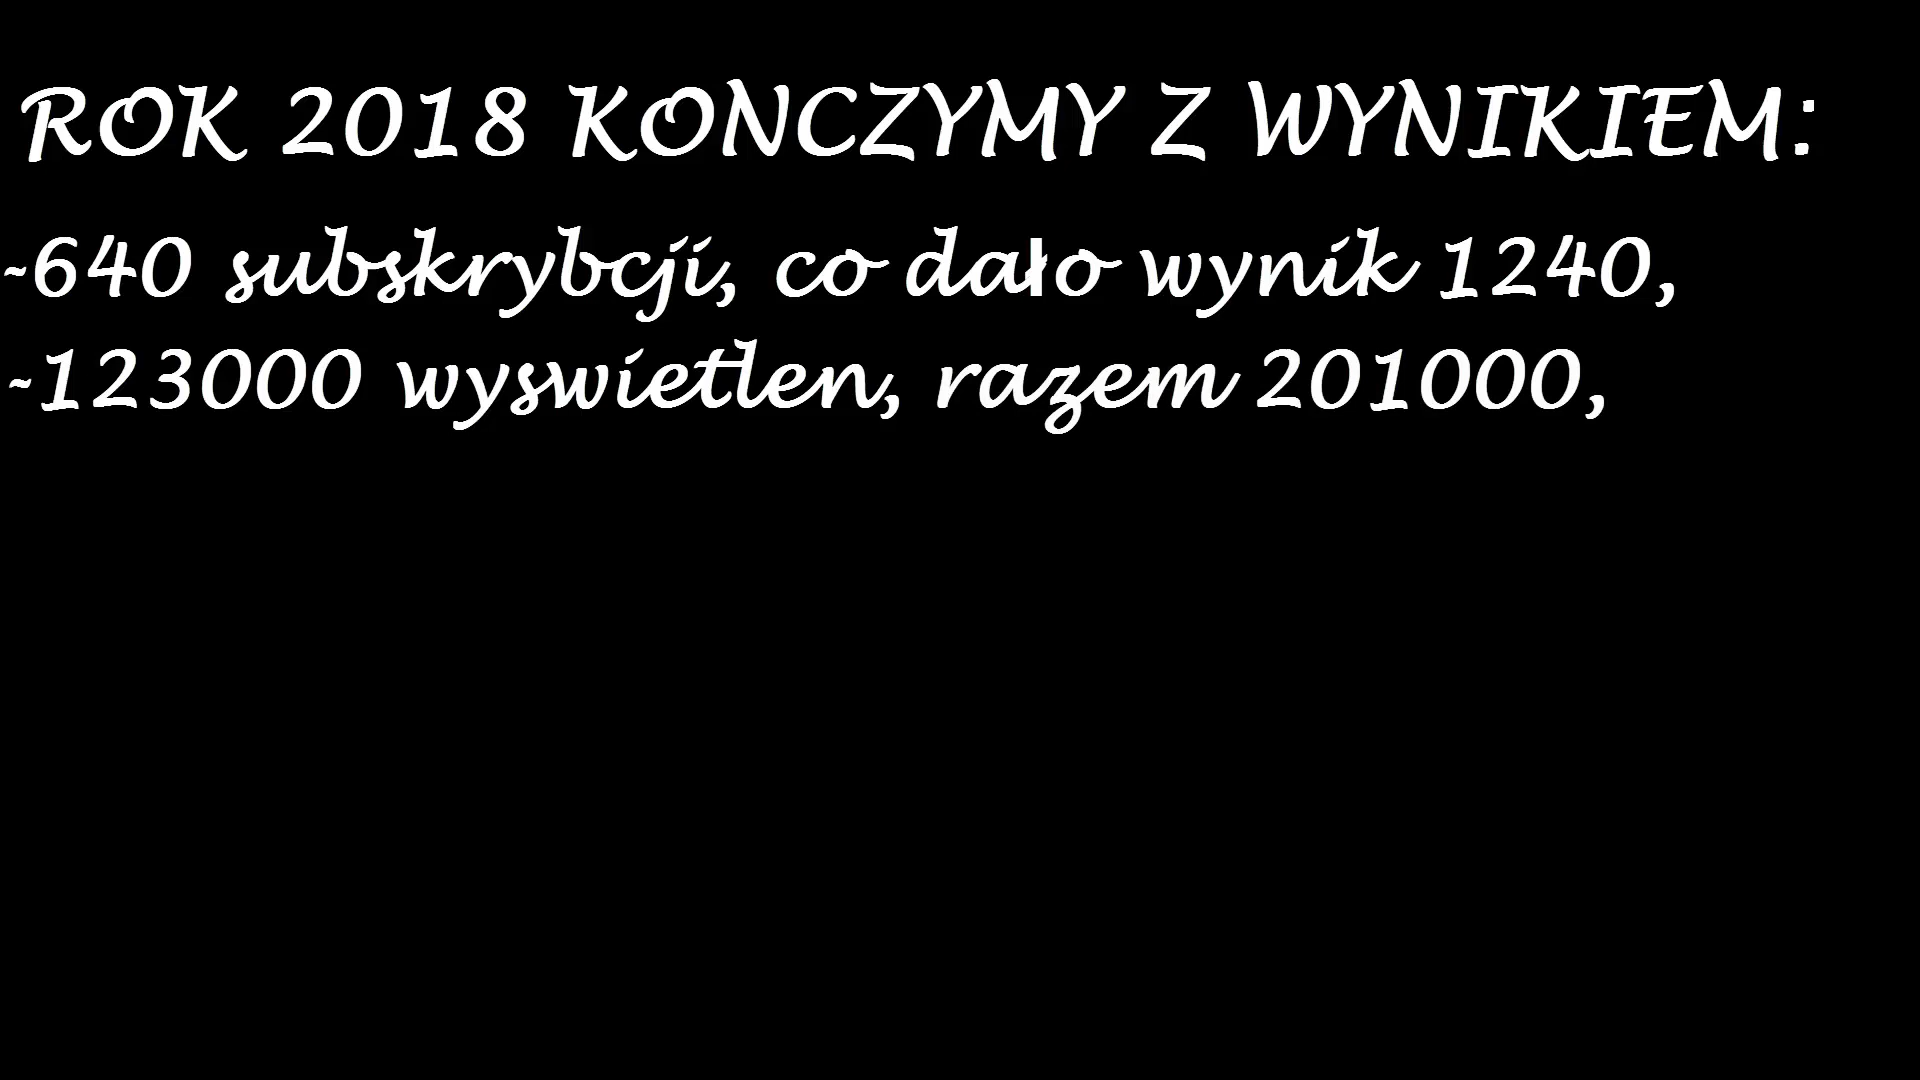 ROK 2018 KONCZYMY Z WYNIKIEM:
~640 subskrybcji, co dało wynik 1240,
~123000 wyswietlen, razem 201000,